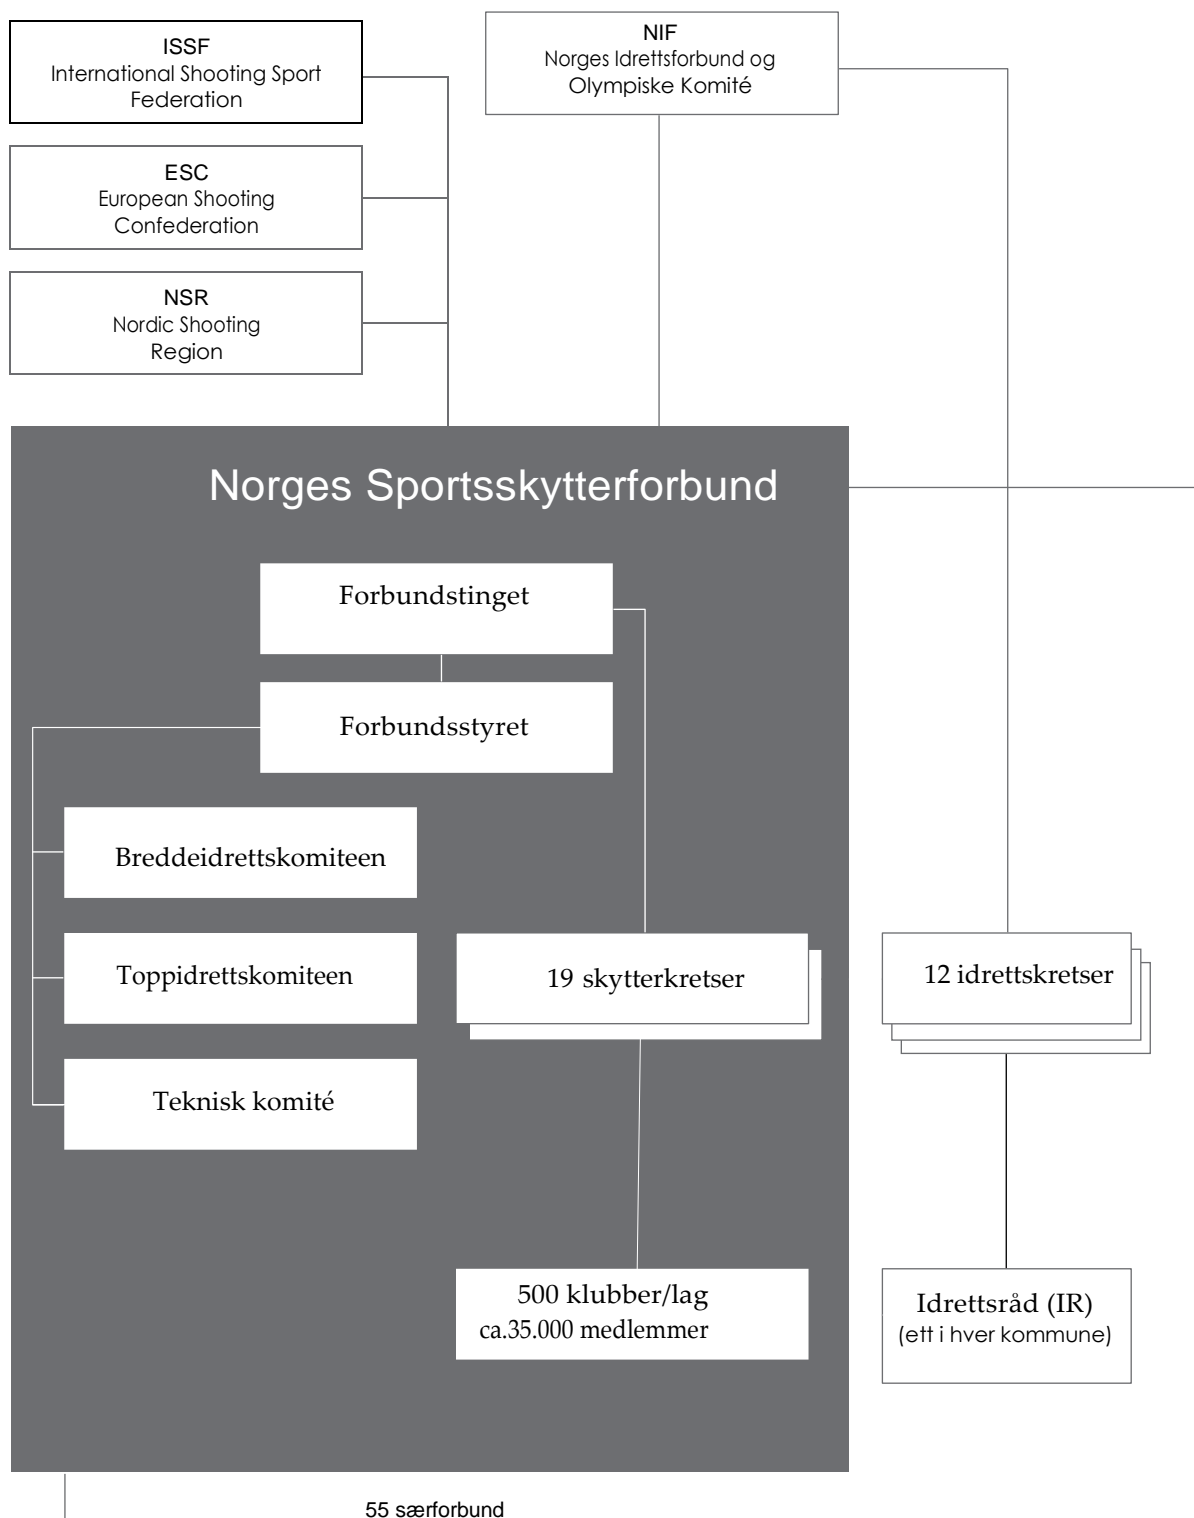 ISSF
International Shooting Sport
Federation
NIF
Norges Idrettsforbund og
Olympiske Komité
ESC
European Shooting
Confederation
NSR
Nordic Shooting
Region
Norges Sportsskytterforbund
Forbundstinget
Forbundsstyret
Breddeidrettskomiteen
Toppidrettskomiteen
19 skytterkretser
12 idrettskretser
Teknisk komité
500 klubber/lag
ca.35.000 medlemmer
Idrettsråd (IR)
(ett i hver kommune)
55 særforbund